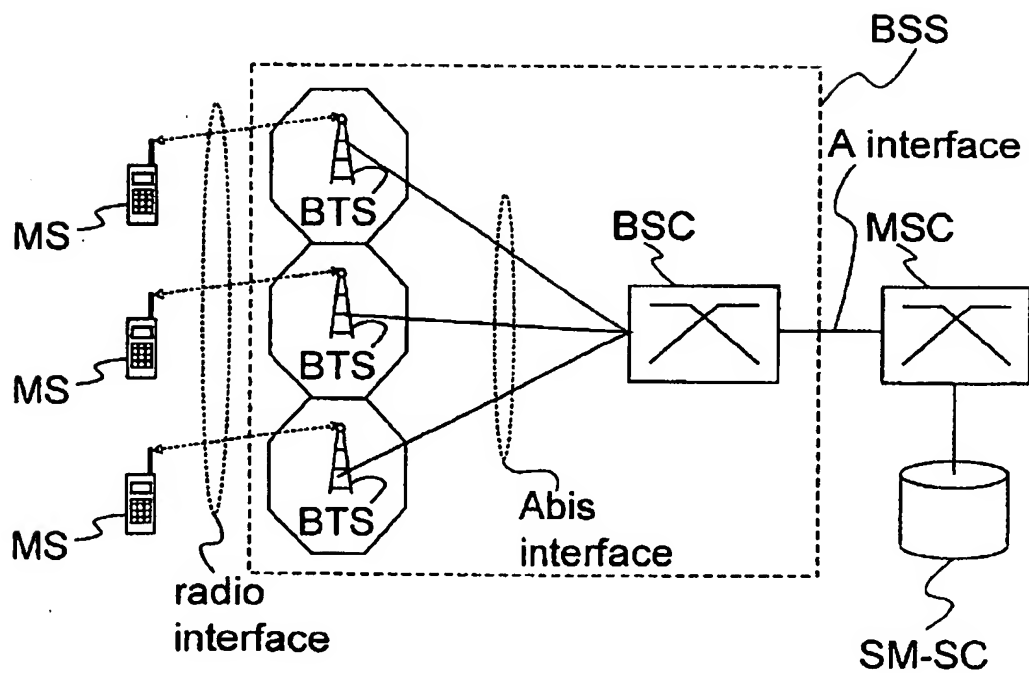 BSS
A interface
BTS
BSC
MSC
MS
BTS
MS
BTS
Abis
interface
MS
radio
interface
SM-SC